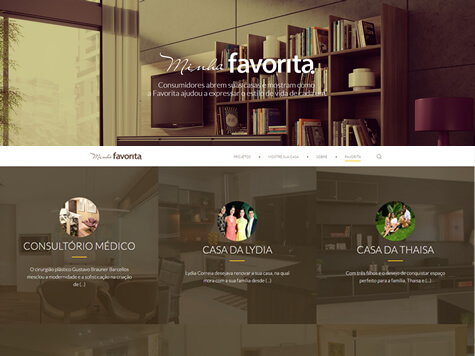 Minha favorita.
Consumidores abrem suas casas e mostram como
a Favorita ajudou a expressar o estilo de vida de cada um.
Minha favorita PROJETOS • MOSTRE SUA CASA • SOBRE • FAVORITA
CONSULTÓRIO MÉDICO
O cirurgião plástico Gustavo Brauner Barcellos
mesclou a modernidade e a sofisticação na criação
de (...)
CASA DA LYDIA
Lydia Correia desejava renovar a sua casa, na qual
mora com a sua família desde (...)
CASA DA THAISA
Com três filhos e o desejo de conquistar espaço
perfeito para a família, Thaisa e (...)